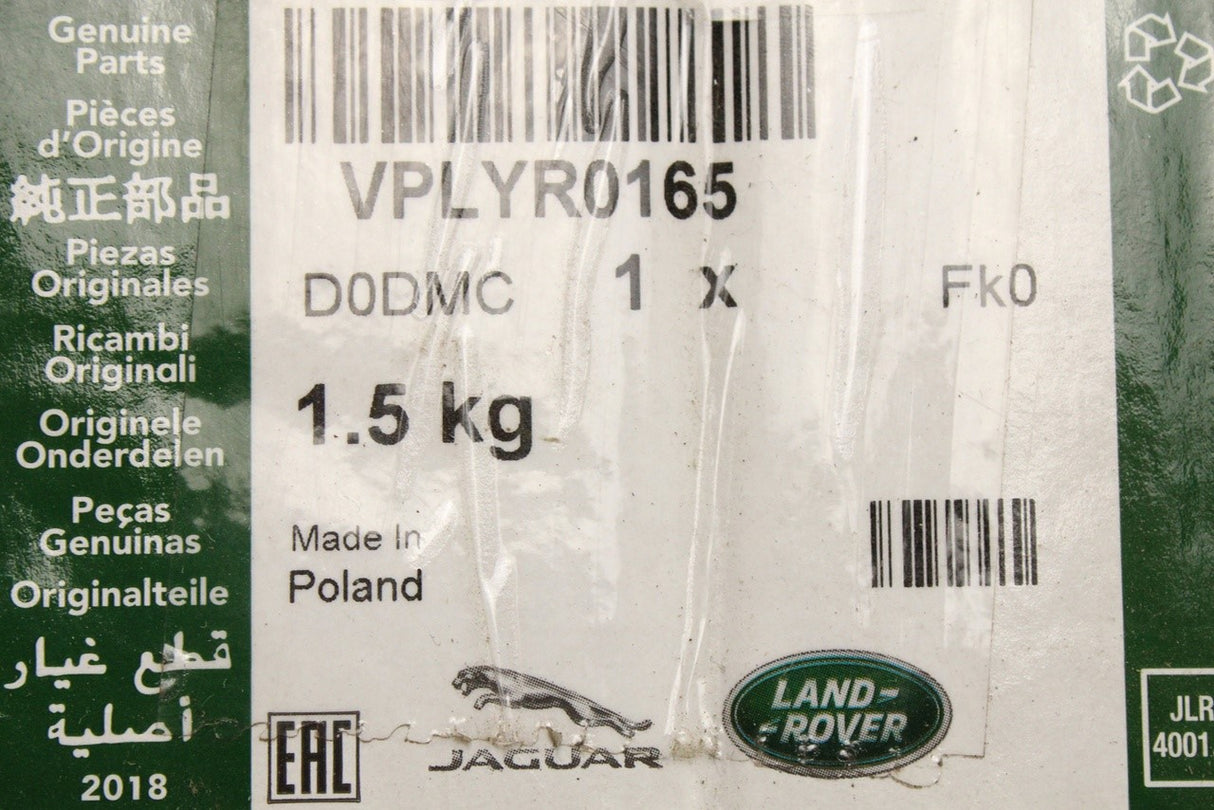 Genuine
Parts
Pièces
d'Origine
純正部品
Piezas
Originales
Ricambi
Originali
Originele
Onderdelen
Peças
Genuinas
Originalteile
قطع غيار
أصلية
2018
VPLYR0165
D0DMC 1 x Fk0
1.5 kg
Made In
Poland
EAC
JAGUAR
LAND-
-ROVER
JLR
4001.